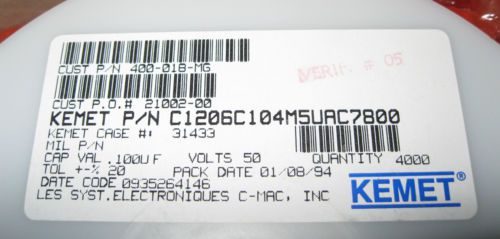 CUST P/N 400-018-MG
VERIF. # 05
CUST P.O.# 21002-00
KEMET P/N C1206C104M5UAC7800
KEMET CAGE #: 31433
MIL P/N
CAP VAL .100UF VOLTS 50 QUANTITY 4000
TOL +-% 20 PACK DATE 01/08/94
DATE CODE 0935264146
LES SYST.ELECTRONIQUES C-MAC, INC
KEMET®